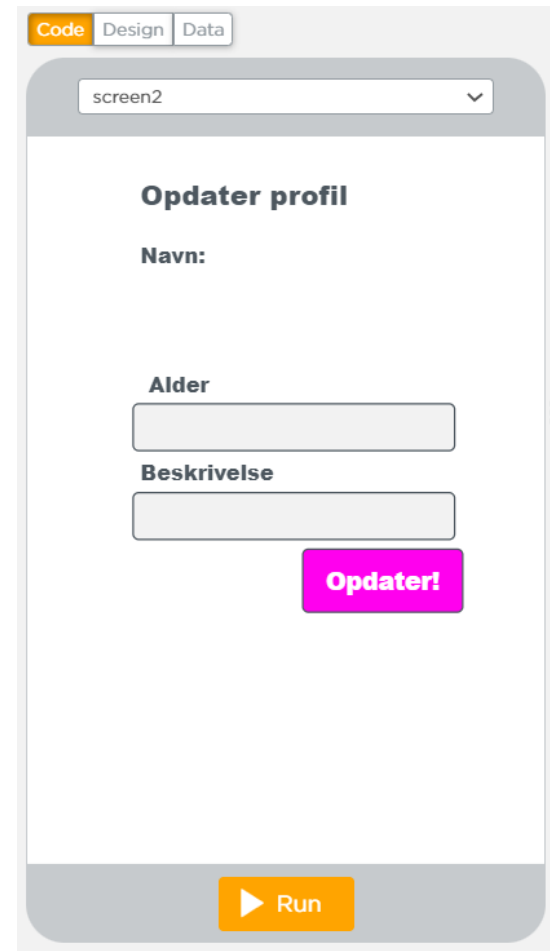 Code Design Data
screen2
Opdater profil
Navn:
Alder
Beskrivelse
Opdater!
Run